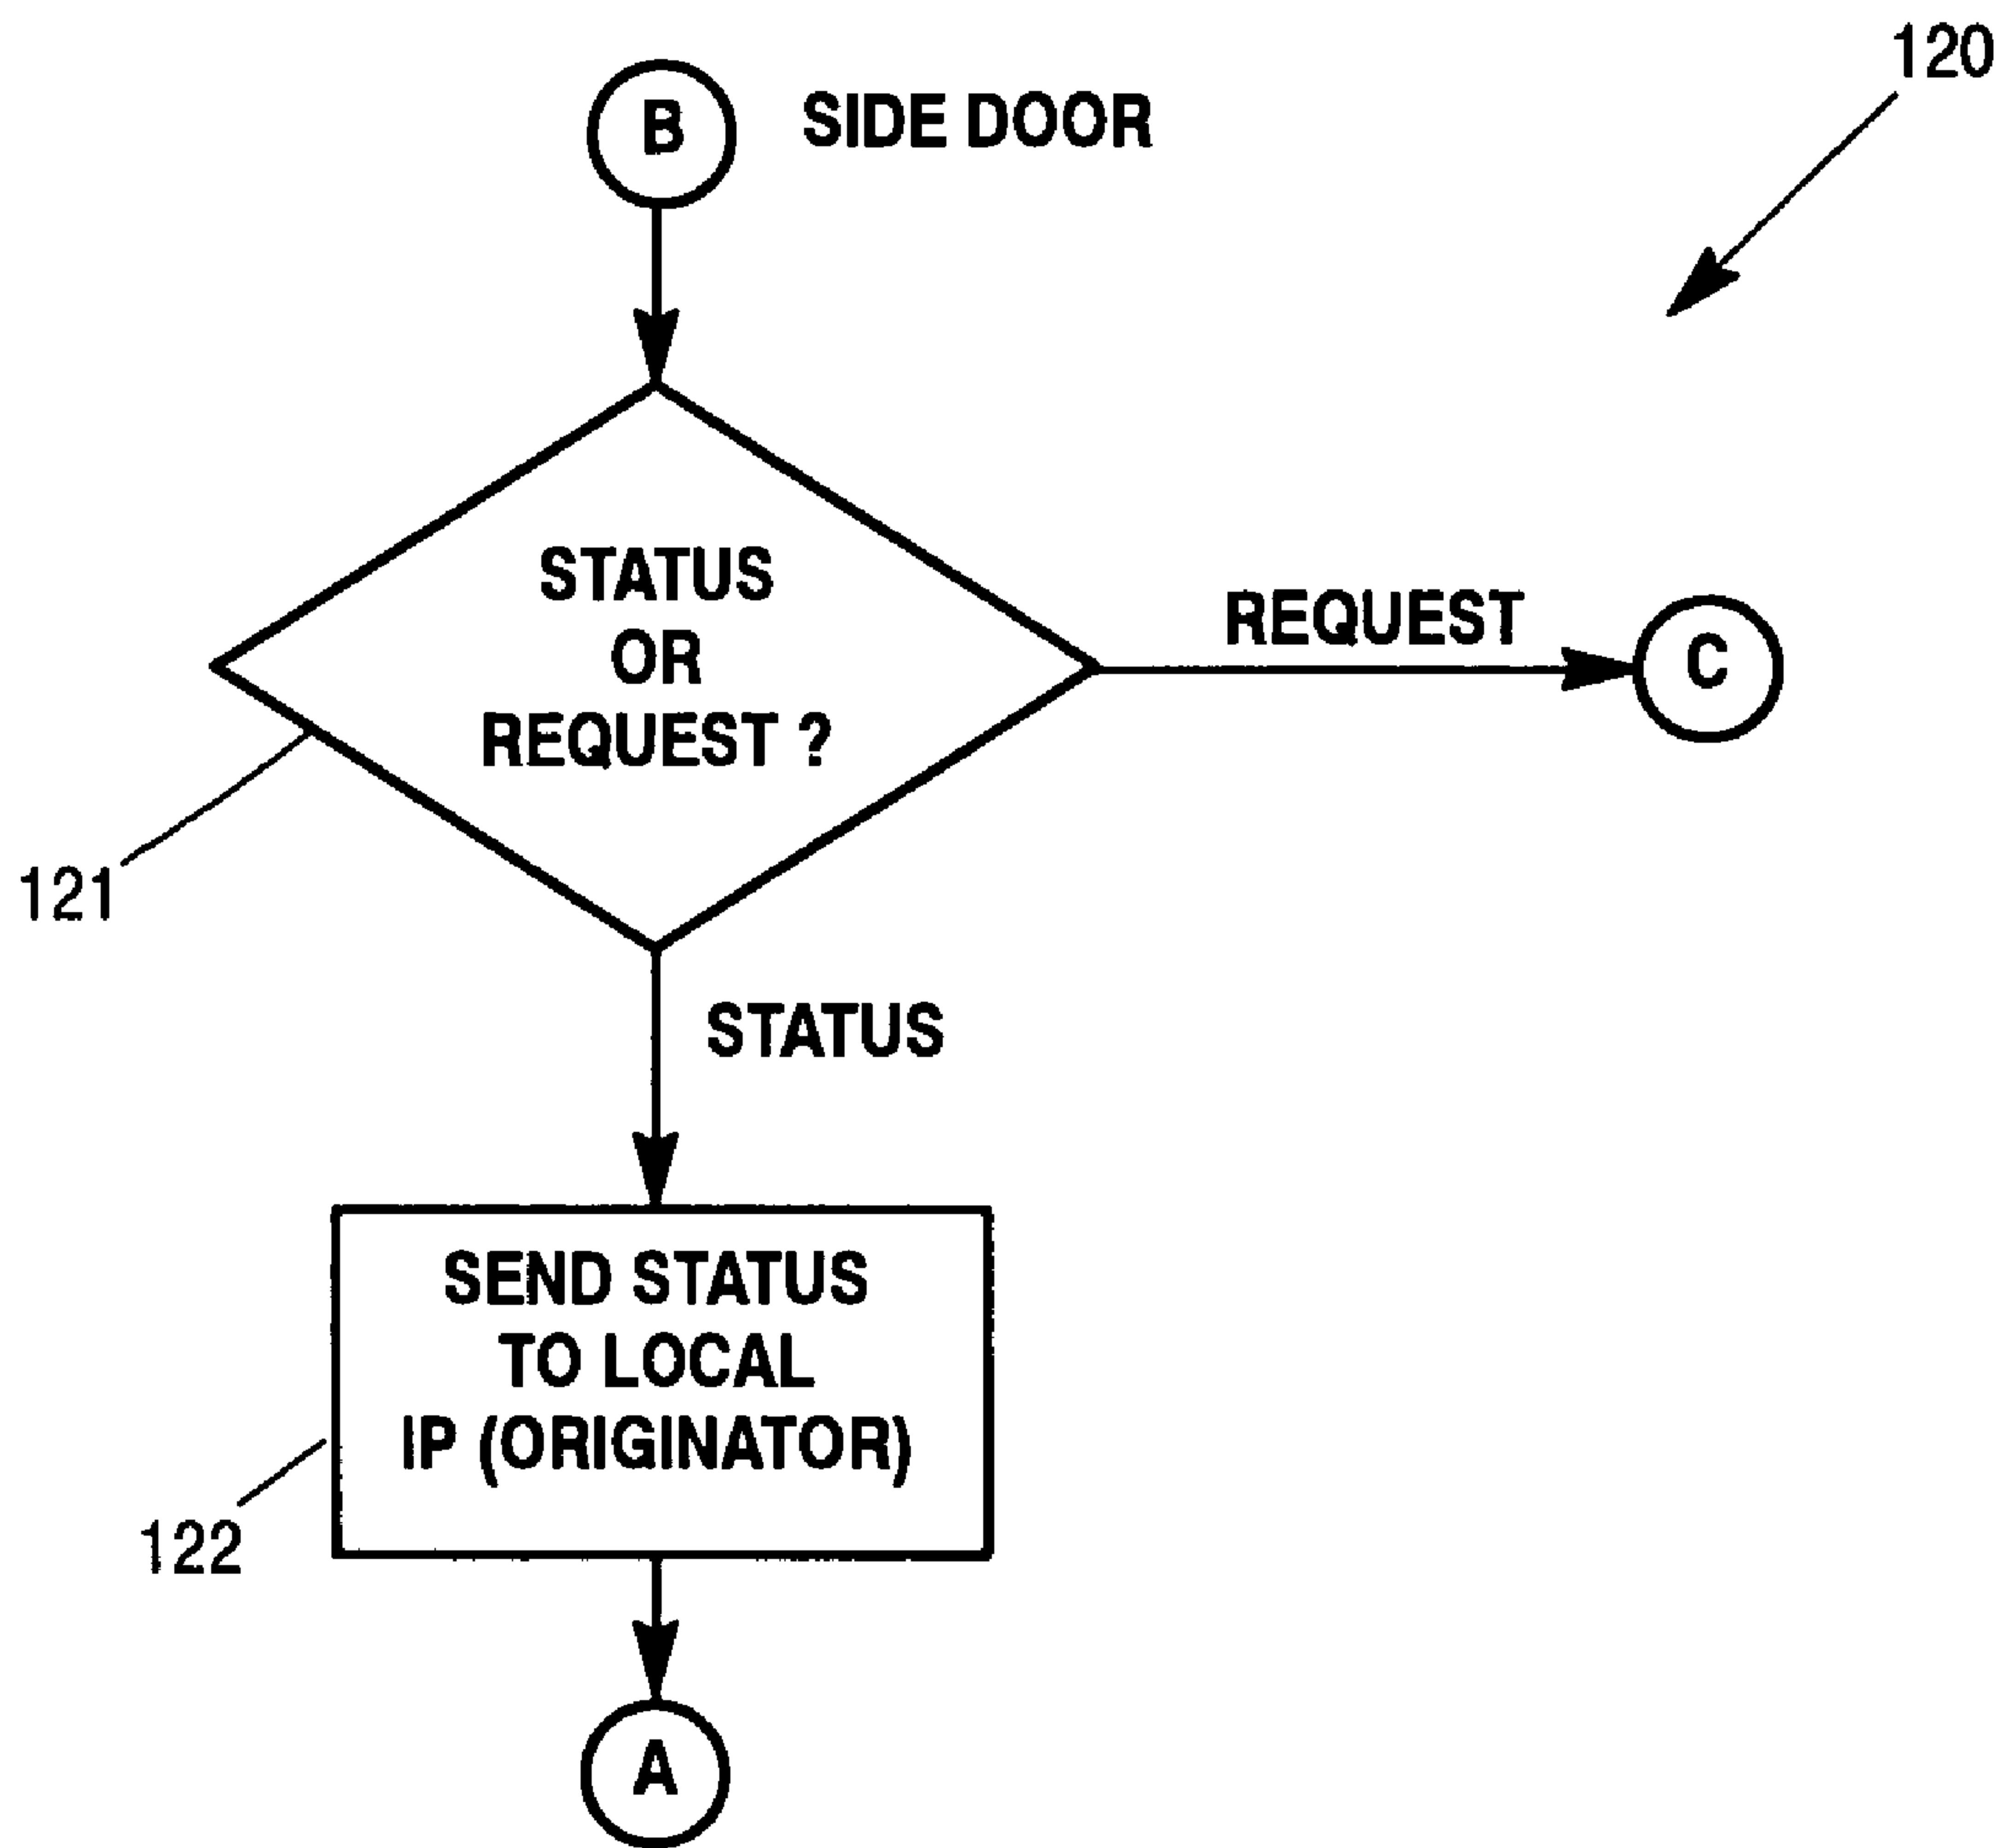 120
B
SIDE DOOR
STATUS
OR
REQUEST ?
REQUEST
C
121
STATUS
SEND STATUS
TO LOCAL
IP (ORIGINATOR)
122
A